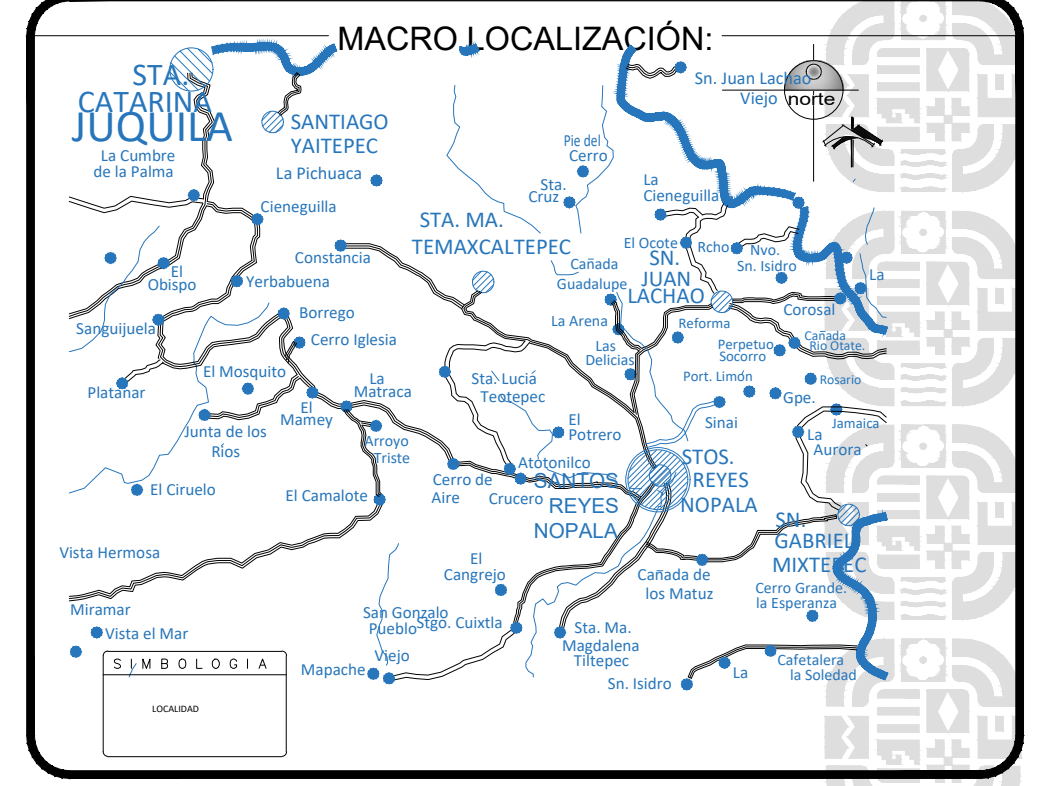 MACRO LOCALIZACIÓN:
STA.
CATARINA
JUQUILA
SANTIAGO
YAITEPEC
Sn. Juan Lachao
Viejo
norte
La Cumbre
de la Palma
La Pichuaca
Pie del
Cerro
Sta.
Cruz
La
Cieneguilla
Cieneguilla
STA. MA.
TEMAXCALTEPEC
Constancia
El Ocote
Rcho
Nvo.
Sn. Isidro
SN.
JUAN
LACHAO
Cañada
Guadalupe
El
Obispo
Yerbabuena
La
Corosal
Borrego
Sanguijuela
Cerro Iglesia
La Arena
Las
Delicias
Reforma
Perpetuo
Socorro
Cañada
Rio Otate.
El Mosquito
La
Matraca
Sta. Luciá
Teotepec
Port. Limón
Rosario
Platanar
El
Mamey
Gpe.
Junta de los
Ríos
Arroyo
Triste
El
Potrero
Sinai
Jamaica
La
Aurora
El Ciruelo
El Camalote
Cerro de
Aire
Atotonilco
Crucero
SANTOS
REYES
NOPALA
STOS.
REYES
NOPALA
SN.
GABRIEL
MIXTEPEC
Vista Hermosa
El
Cangrejo
Cañada de
los Matuz
Cerro Grande.
la Esperanza
Miramar
Vista el Mar
San Gonzalo
Pueblo
Viejo
Stgo. Cuixtla
Sta. Ma.
Magdalena
Tiltepec
Mapache
Sn. Isidro
La
Cafetalera
la Soledad
SIMBOLOGIA
LOCALIDAD